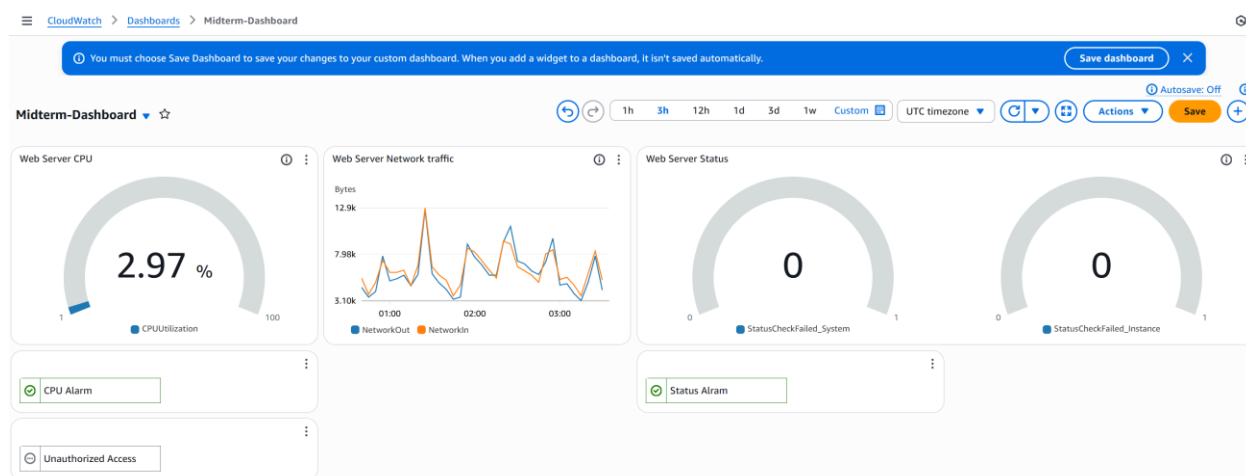 CloudWatch > Dashboards > Midterm-Dashboard
You must choose Save Dashboard to save your changes to your custom dashboard. When you add a widget to a dashboard, it isn't saved automatically.
Save dashboard
Autosave: Off
Midterm-Dashboard
1h 3h 12h 1d 3d 1w Custom UTC timezone Actions Save
Web Server CPU
2.97 %
1 100
CPUUtilization
Web Server Network traffic
Bytes
12.9k
7.98k
3.10k
01:00 02:00 03:00
NetworkOut NetworkIn
Web Server Status
0 0
0 1 0 1
StatusCheckFailed_System StatusCheckFailed_Instance
CPU Alarm
Status Alram
Unauthorized Access